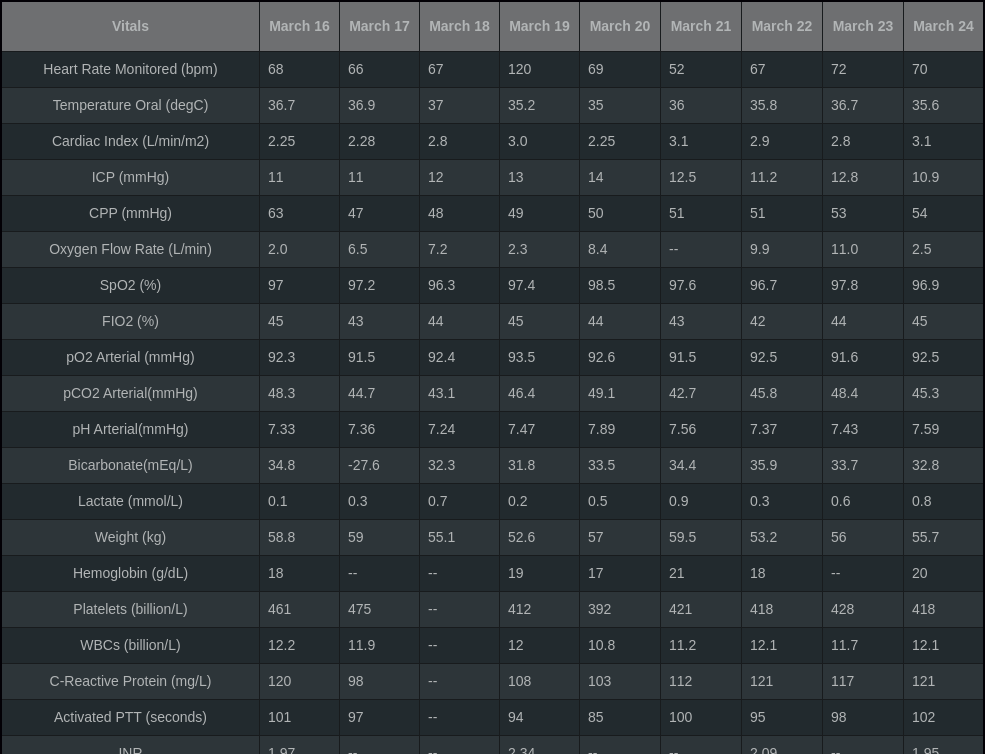 Vitals March 16 March 17 March 18 March 19 March 20 March 21 March 22 March 23 March 24
Heart Rate Monitored (bpm) 68 66 67 120 69 52 67 72 70
Temperature Oral (degC) 36.7 36.9 37 35.2 35 36 35.8 36.7 35.6
Cardiac Index (L/min/m2) 2.25 2.28 2.8 3.0 2.25 3.1 2.9 2.8 3.1
ICP (mmHg) 11 11 12 13 14 12.5 11.2 12.8 10.9
CPP (mmHg) 63 47 48 49 50 51 51 53 54
Oxygen Flow Rate (L/min) 2.0 6.5 7.2 2.3 8.4 -- 9.9 11.0 2.5
SpO2 (%) 97 97.2 96.3 97.4 98.5 97.6 96.7 97.8 96.9
FIO2 (%) 45 43 44 45 44 43 42 44 45
pO2 Arterial (mmHg) 92.3 91.5 92.4 93.5 92.6 91.5 92.5 91.6 92.5
pCO2 Arterial(mmHg) 48.3 44.7 43.1 46.4 49.1 42.7 45.8 48.4 45.3
pH Arterial(mmHg) 7.33 7.36 7.24 7.47 7.89 7.56 7.37 7.43 7.59
Bicarbonate(mEq/L) 34.8 -27.6 32.3 31.8 33.5 34.4 35.9 33.7 32.8
Lactate (mmol/L) 0.1 0.3 0.7 0.2 0.5 0.9 0.3 0.6 0.8
Weight (kg) 58.8 59 55.1 52.6 57 59.5 53.2 56 55.7
Hemoglobin (g/dL) 18 -- -- 19 17 21 18 -- 20
Platelets (billion/L) 461 475 -- 412 392 421 418 428 418
WBCs (billion/L) 12.2 11.9 -- 12 10.8 11.2 12.1 11.7 12.1
C-Reactive Protein (mg/L) 120 98 -- 108 103 112 121 117 121
Activated PTT (seconds) 101 97 -- 94 85 100 95 98 102
INR 1.97 -- -- 2.34 -- -- 2.09 -- 1.95